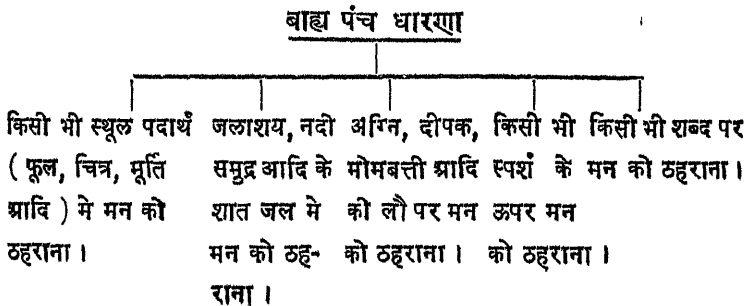 बाह्य पंच धारणा
किसी भी स्थूल पदार्थ
( फूल, चित्र, मूर्ति
आदि ) मे मन को
ठहराना ।
जलाशय, नदी
समुद्र आदि के
शात जल मे
मन को ठह-
राना ।
अग्नि, दीपक,
मोमबत्ती आदि
की लौ पर मन
को ठहराना ।
किसी भी
स्पर्श के
ऊपर मन
को ठहराना ।
किसी भी शब्द पर
मन को ठहराना ।